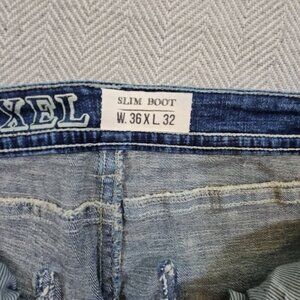 XEL
SLIM BOOT
W. 36 X L. 32